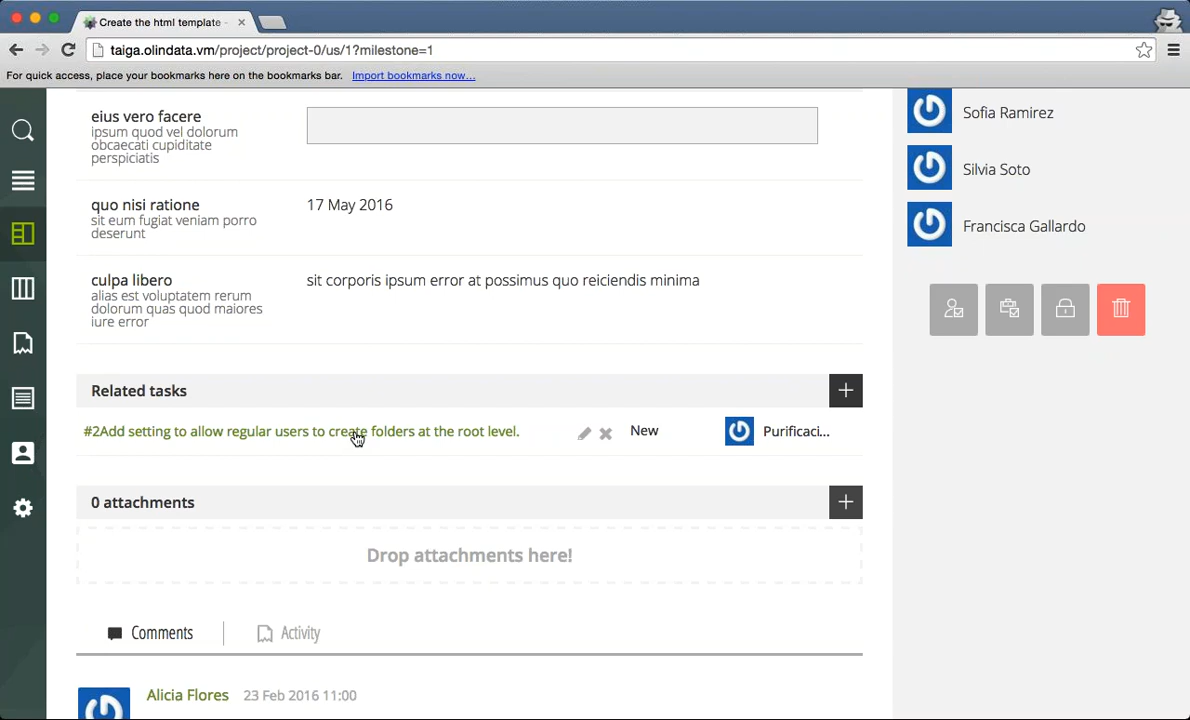 Create the html template -
taiga.olindata.vm/project/project-0/us/1?milestone=1
For quick access, place your bookmarks here on the bookmarks bar. Import bookmarks now...
eius vero facere
ipsum quod vel dolorum
obcaecati cupiditate
perspiciatis
quo nisi ratione
17 May 2016
sit eum fugiat veniam porro
deserunt
culpa libero
sit corporis ipsum error at possimus quo reiciendis minima
alias est voluptatem rerum
dolorum quas quod maiores
iure error
Related tasks
#2Add setting to allow regular users to create folders at the root level.
New
Purificaci...
0 attachments
Drop attachments here!
Comments
Activity
Alicia Flores 23 Feb 2016 11:00
Sofia Ramirez
Silvia Soto
Francisca Gallardo